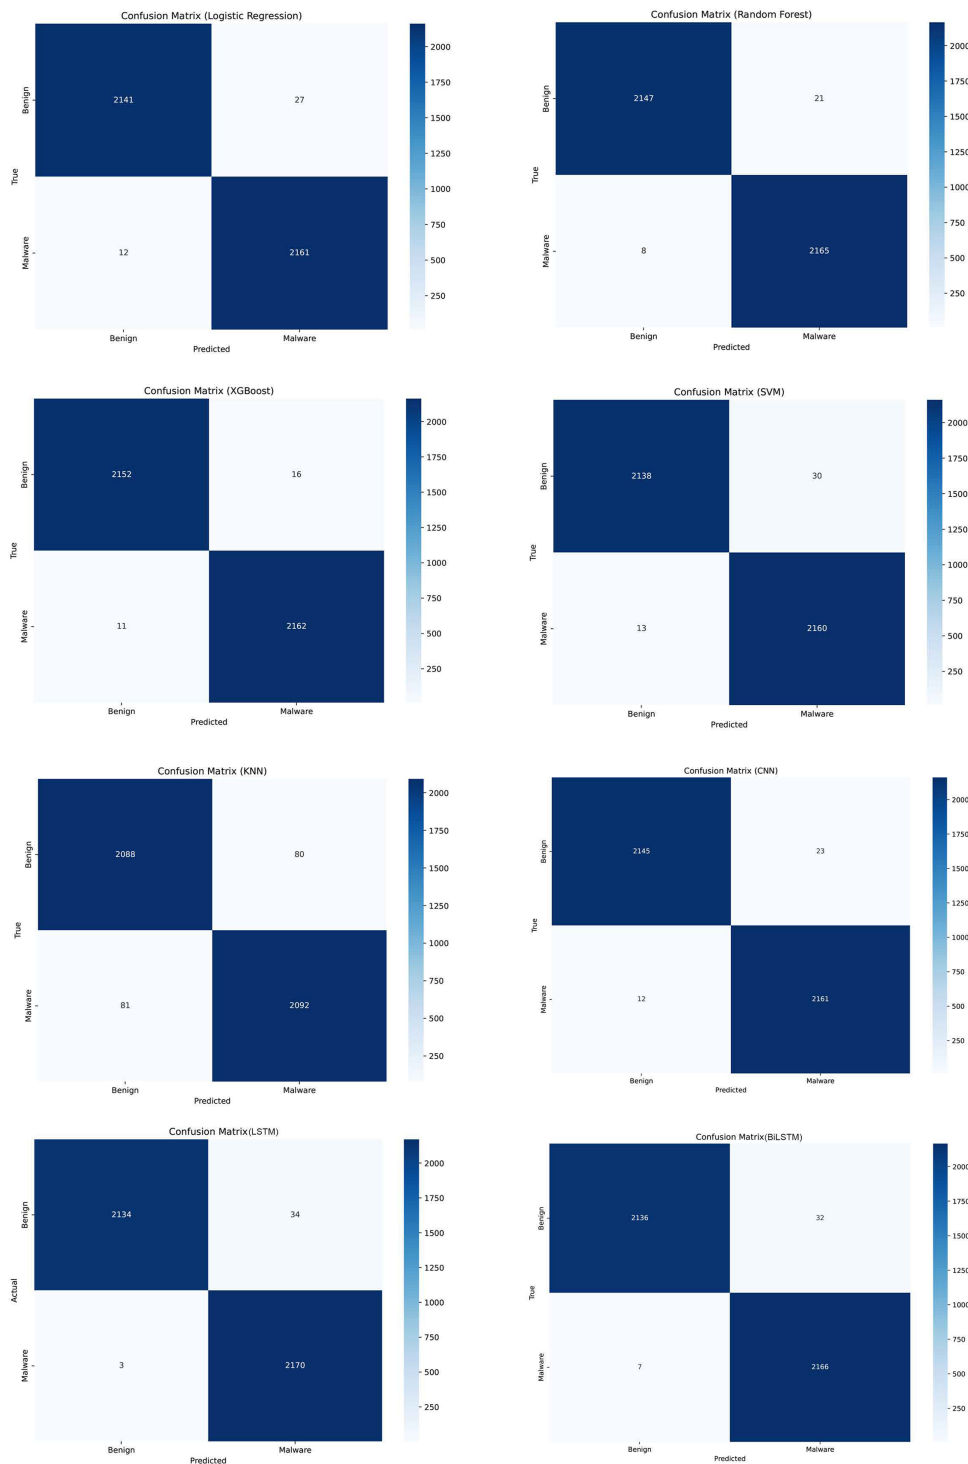 Confusion Matrix (Logistic Regression)
Benign
2141
27
True
Malware
12
2161
Benign
Malware
Predicted
2000
1750
1500
1250
1000
750
500
250
Confusion Matrix (Random Forest)
Benign
2147
21
True
Malware
8
2165
Benign
Malware
Predicted
2000
1750
1500
1250
1000
750
500
250
Confusion Matrix (XGBoost)
Benign
2152
16
True
Malware
11
2162
Benign
Malware
Predicted
2000
1750
1500
1250
1000
750
500
250
Confusion Matrix (SVM)
Benign
2138
30
True
Malware
13
2160
Benign
Malware
Predicted
2000
1750
1500
1250
1000
750
500
250
Confusion Matrix (KNN)
Benign
2088
80
True
Malware
81
2092
Benign
Malware
Predicted
2000
1750
1500
1250
1000
750
500
250
Confusion Matrix (CNN)
Benign
2145
23
True
Malware
12
2161
Benign
Malware
Predicted
2000
1750
1500
1250
1000
750
500
250
Confusion Matrix(LSTM)
Benign
2134
34
Actual
Malware
3
2170
Benign
Malware
Predicted
2000
1750
1500
1250
1000
750
500
250
Confusion Matrix(BiLSTM)
Benign
2136
32
True
Malware
7
2166
Benign
Malware
Predicted
2000
1750
1500
1250
1000
750
500
250